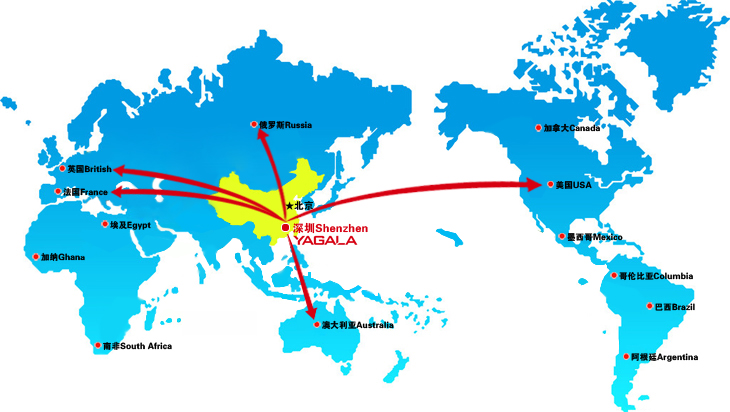 俄罗斯Russia
加拿大Canada
英国British
美国USA
法国France
★北京
埃及Egypt
深圳Shenzhen
YAGALA
墨西哥Mexico
加纳Ghana
哥伦比亚Columbia
巴西Brazil
澳大利亚Australia
南非South Africa
阿根廷Argentina